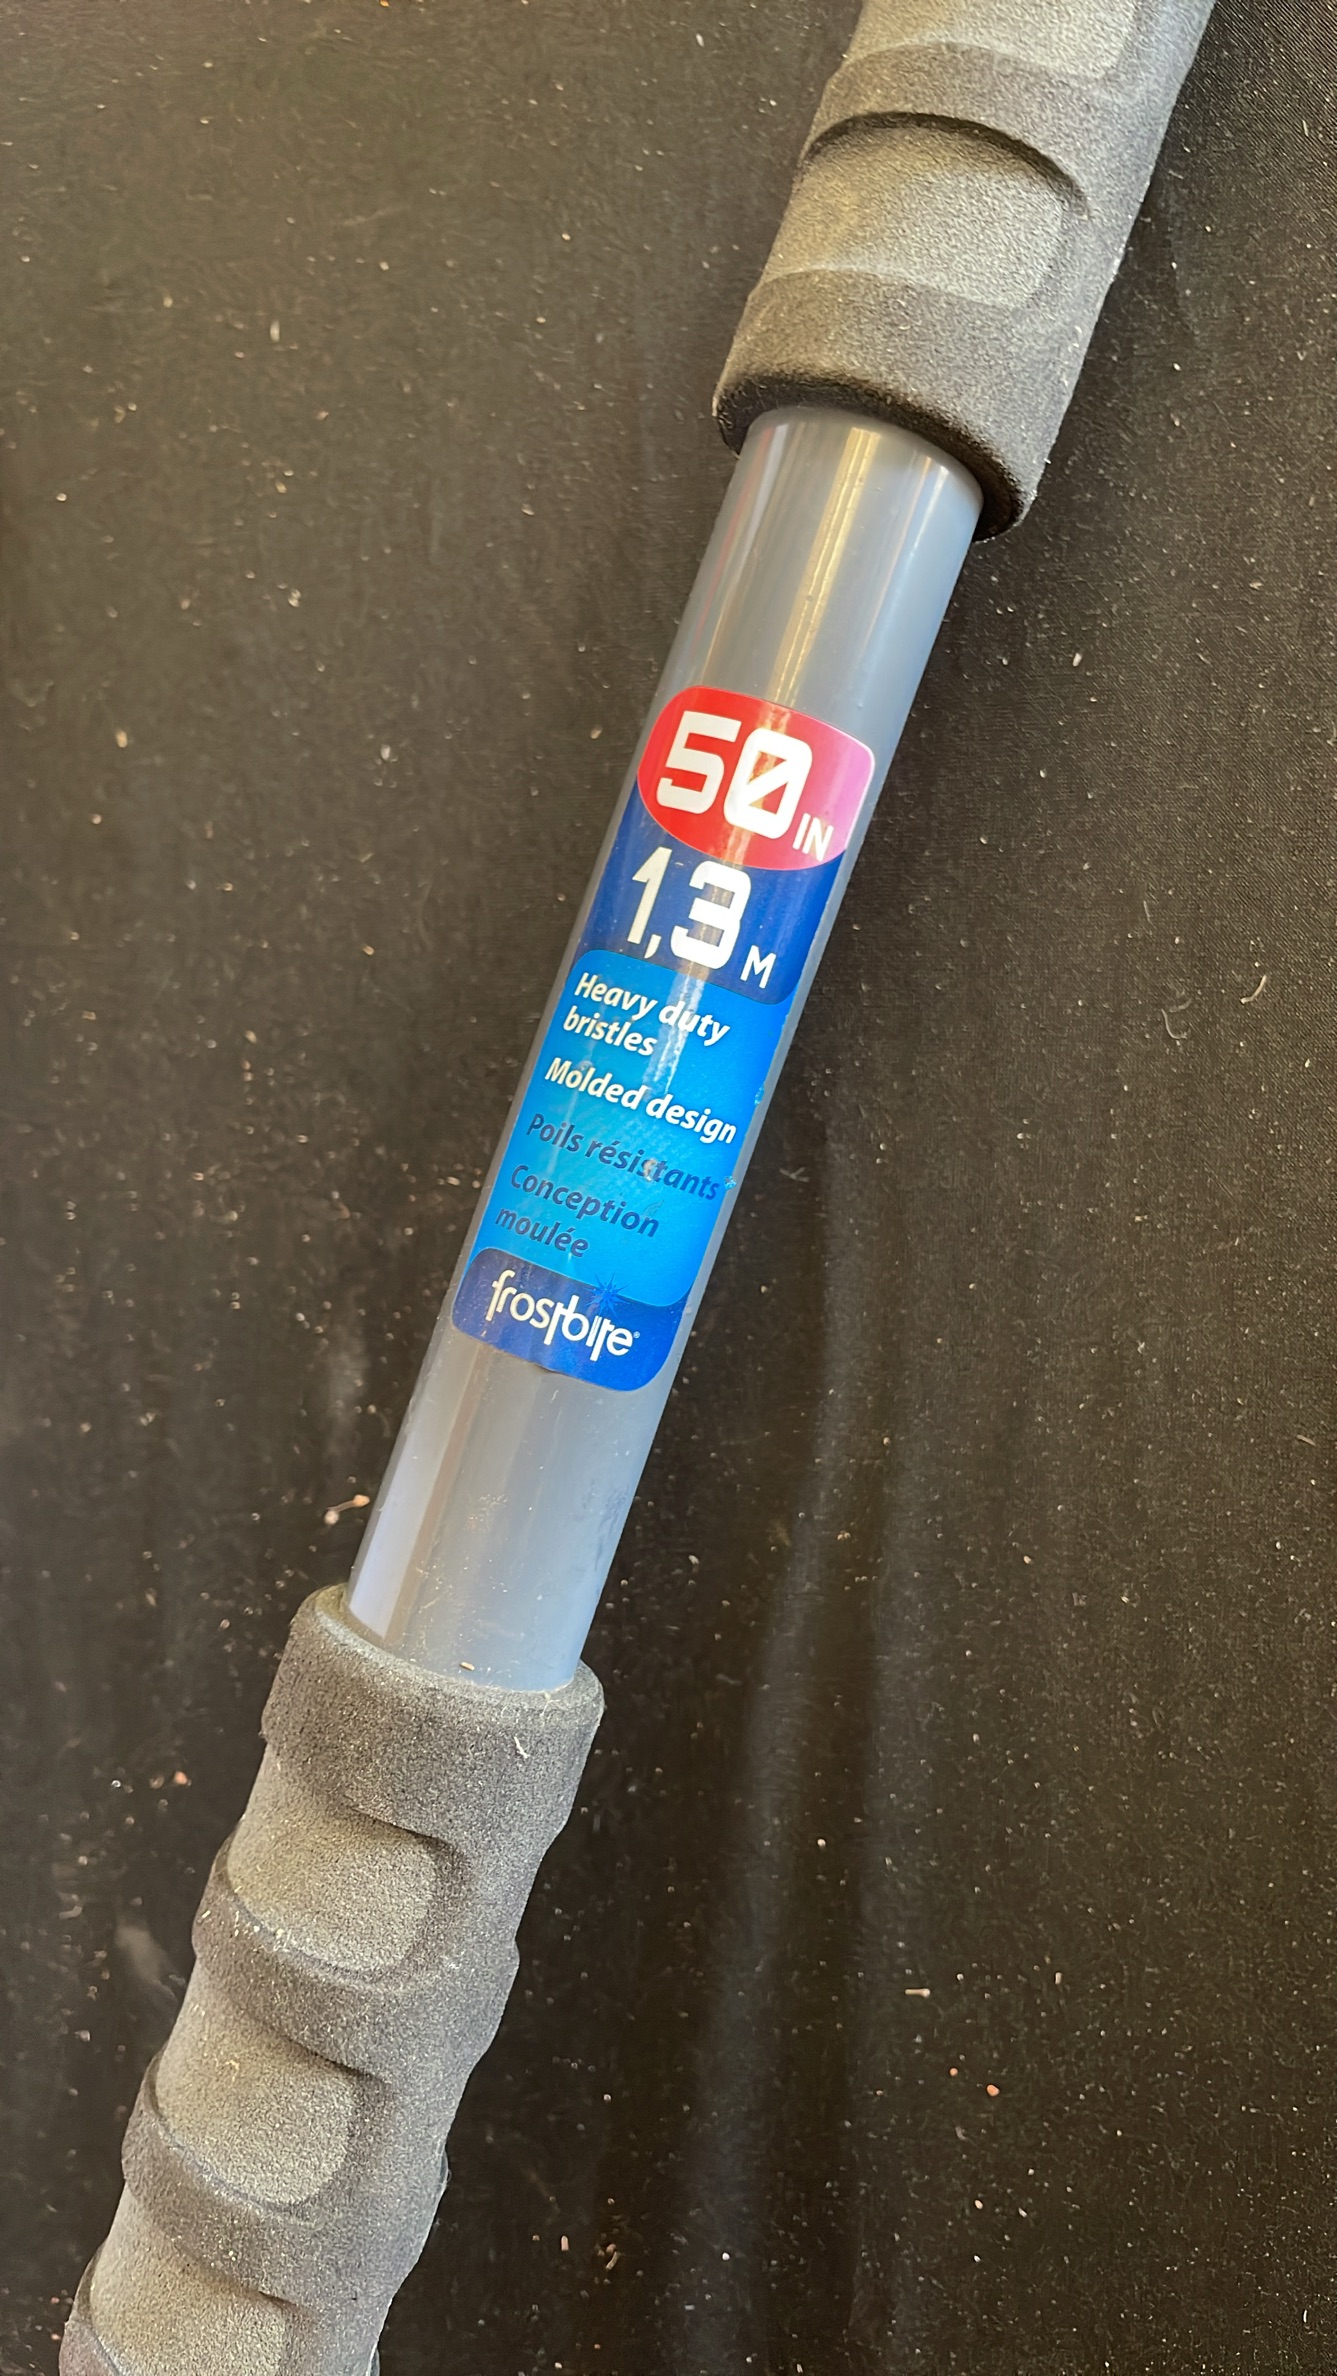 50 IN
1,3 M
Heavy duty
bristles
Molded design
Poils résistants
Conception
moulée
frostbite®